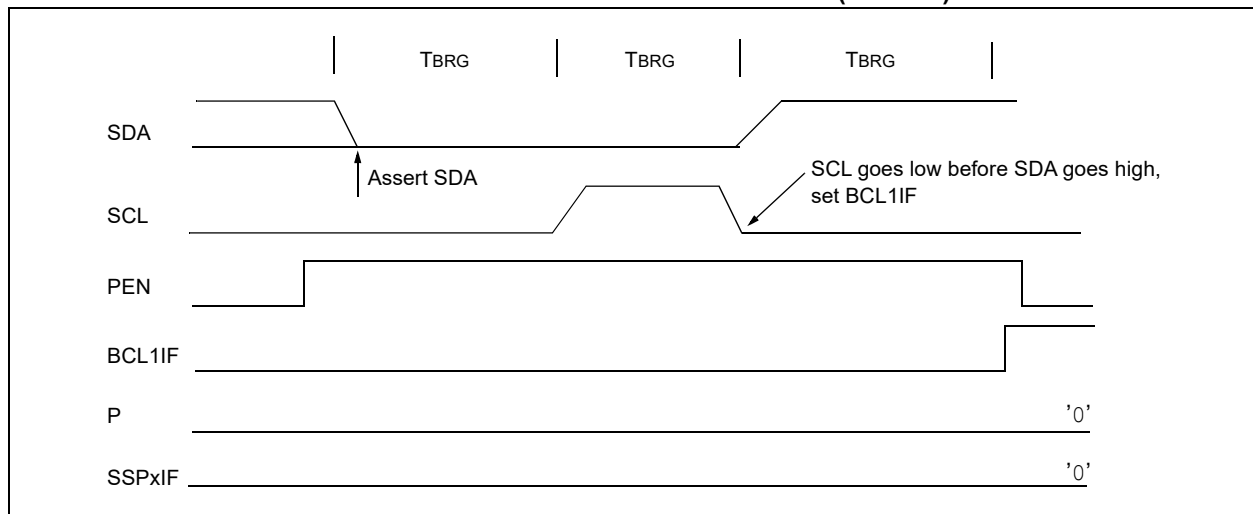 TBRG TBRG TBRG
SDA
Assert SDA
SCL goes low before SDA goes high,
set BCL1IF
SCL
PEN
BCL1IF
P
'0'
SSPxIF
'0'